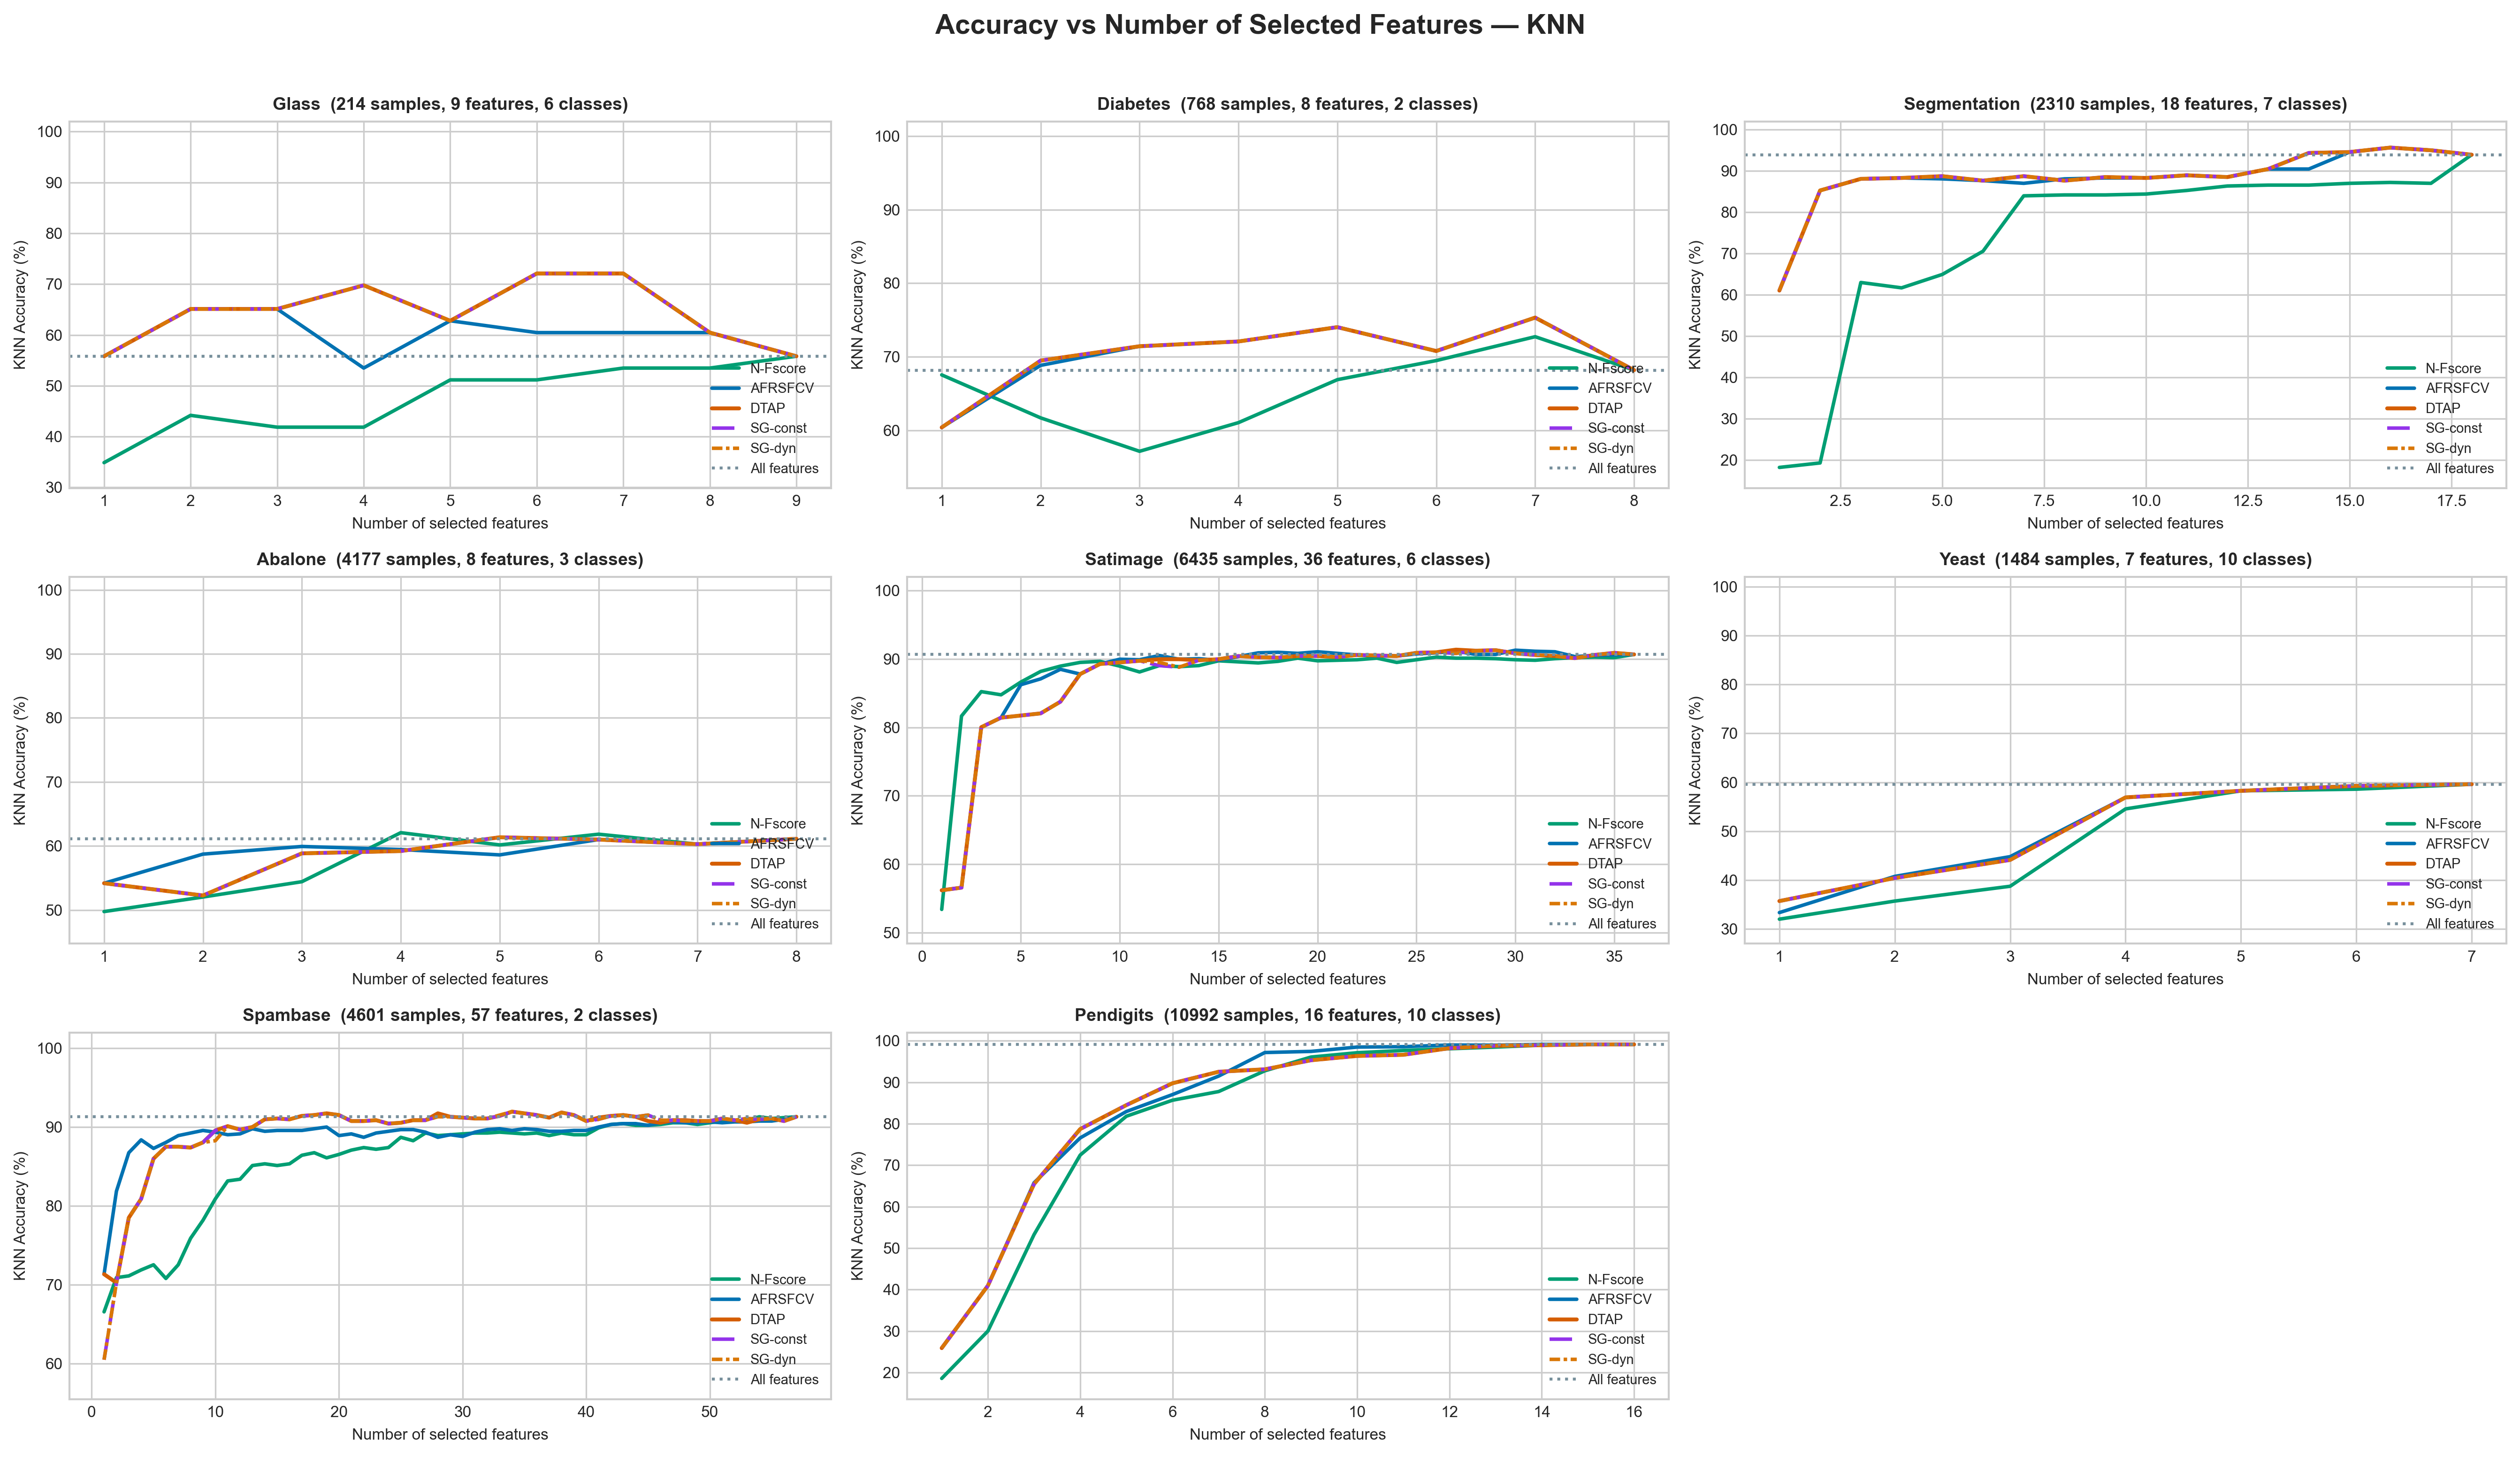 Accuracy vs Number of Selected Features — KNN
Glass (214 samples, 9 features, 6 classes)
KNN Accuracy (%)
100
90
80
70
60
50
40
30
1 2 3 4 5 6 7 8 9
Number of selected features
N-Fscore
AFRSFCV
DTAP
SG-const
SG-dyn
All features
Diabetes (768 samples, 8 features, 2 classes)
KNN Accuracy (%)
100
90
80
70
60
1 2 3 4 5 6 7 8
Number of selected features
N-Fscore
AFRSFCV
DTAP
SG-const
SG-dyn
All features
Segmentation (2310 samples, 18 features, 7 classes)
KNN Accuracy (%)
100
90
80
70
60
50
40
30
20
2.5 5.0 7.5 10.0 12.5 15.0 17.5
Number of selected features
N-Fscore
AFRSFCV
DTAP
SG-const
SG-dyn
All features
Abalone (4177 samples, 8 features, 3 classes)
KNN Accuracy (%)
100
90
80
70
60
50
1 2 3 4 5 6 7 8
Number of selected features
N-Fscore
AFRSFCV
DTAP
SG-const
SG-dyn
All features
Satimage (6435 samples, 36 features, 6 classes)
KNN Accuracy (%)
100
90
80
70
60
50
0 5 10 15 20 25 30 35
Number of selected features
N-Fscore
AFRSFCV
DTAP
SG-const
SG-dyn
All features
Yeast (1484 samples, 7 features, 10 classes)
KNN Accuracy (%)
100
90
80
70
60
50
40
30
1 2 3 4 5 6 7
Number of selected features
N-Fscore
AFRSFCV
DTAP
SG-const
SG-dyn
All features
Spambase (4601 samples, 57 features, 2 classes)
KNN Accuracy (%)
100
90
80
70
60
0 10 20 30 40 50
Number of selected features
N-Fscore
AFRSFCV
DTAP
SG-const
SG-dyn
All features
Pendigits (10992 samples, 16 features, 10 classes)
KNN Accuracy (%)
100
90
80
70
60
50
40
30
20
2 4 6 8 10 12 14 16
Number of selected features
N-Fscore
AFRSFCV
DTAP
SG-const
SG-dyn
All features